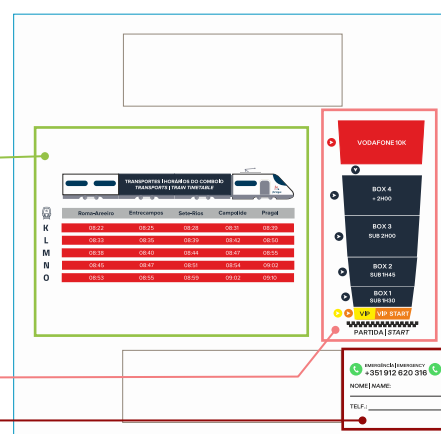 TRANSPORTES | HORÁRIOS DO COMBOIO
TRANSPORTS | TRAIN TIMETABLE
Roma-Areeiro Entrecampos Sete-Rios Campolide Pragal
K 08:22 08:25 08:28 08:31 08:39
L 08:33 08:35 08:39 08:42 08:50
M 08:38 08:40 08:44 08:47 08:55
N 08:45 08:47 08:51 08:54 09:02
O 08:53 08:55 08:59 09:02 09:10
VODAFONE 10K
BOX 4
+ 2H00
BOX 3
SUB 2H00
BOX 2
SUB 1H45
BOX 1
SUB 1H30
VIP VIP START
PARTIDA | START
EMERGÊNCIA | EMERGENCY
+351 912 620 316
NOME | NAME:
TELF.: